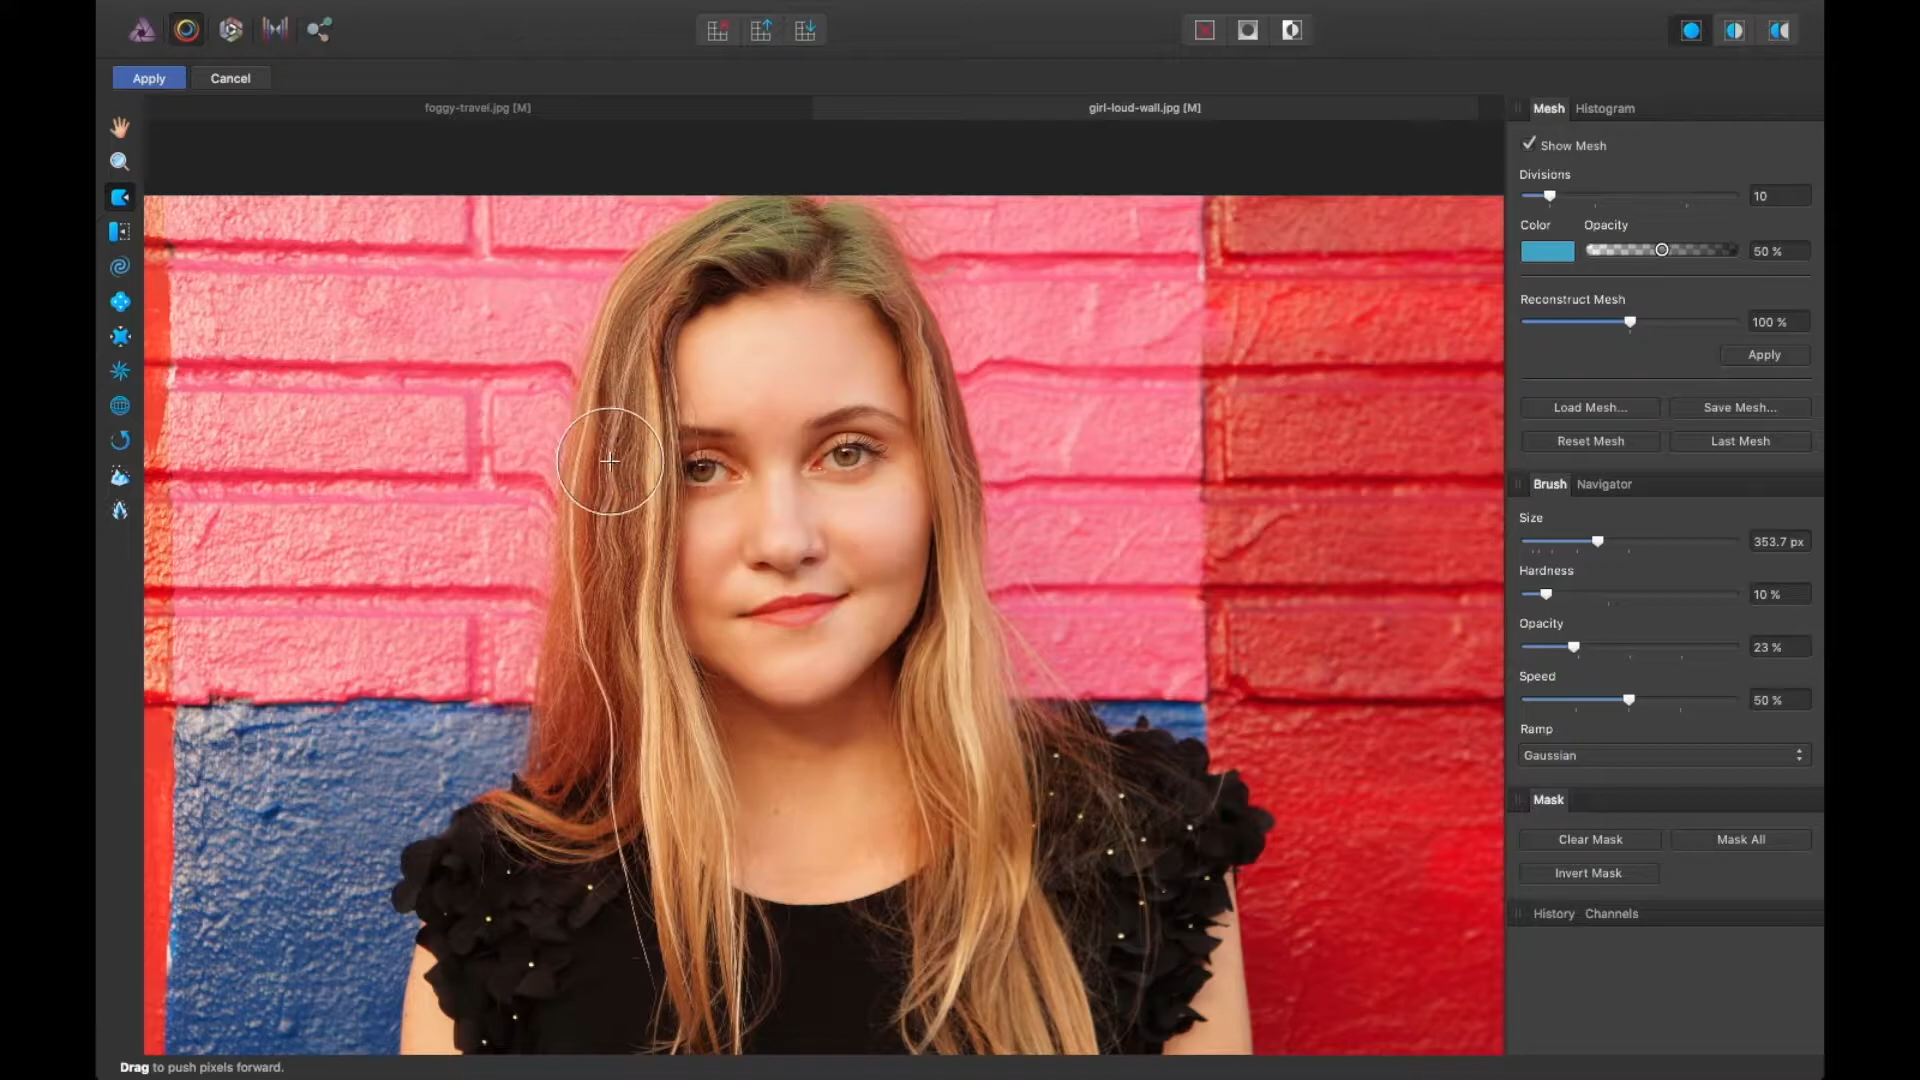 Apply
Cancel
foggy-travel.jpg [M]
girl-loud-wall.jpg [M]
Mesh
Histogram
Show Mesh
Divisions
10
Color
Opacity
50 %
Reconstruct Mesh
100 %
Apply
Load Mesh...
Save Mesh...
Reset Mesh
Last Mesh
Brush
Navigator
Size
353.7 px
Hardness
10 %
Opacity
23 %
Speed
50 %
Ramp
Gaussian
Mask
Clear Mask
Mask All
Invert Mask
History
Channels
Drag to push pixels forward.